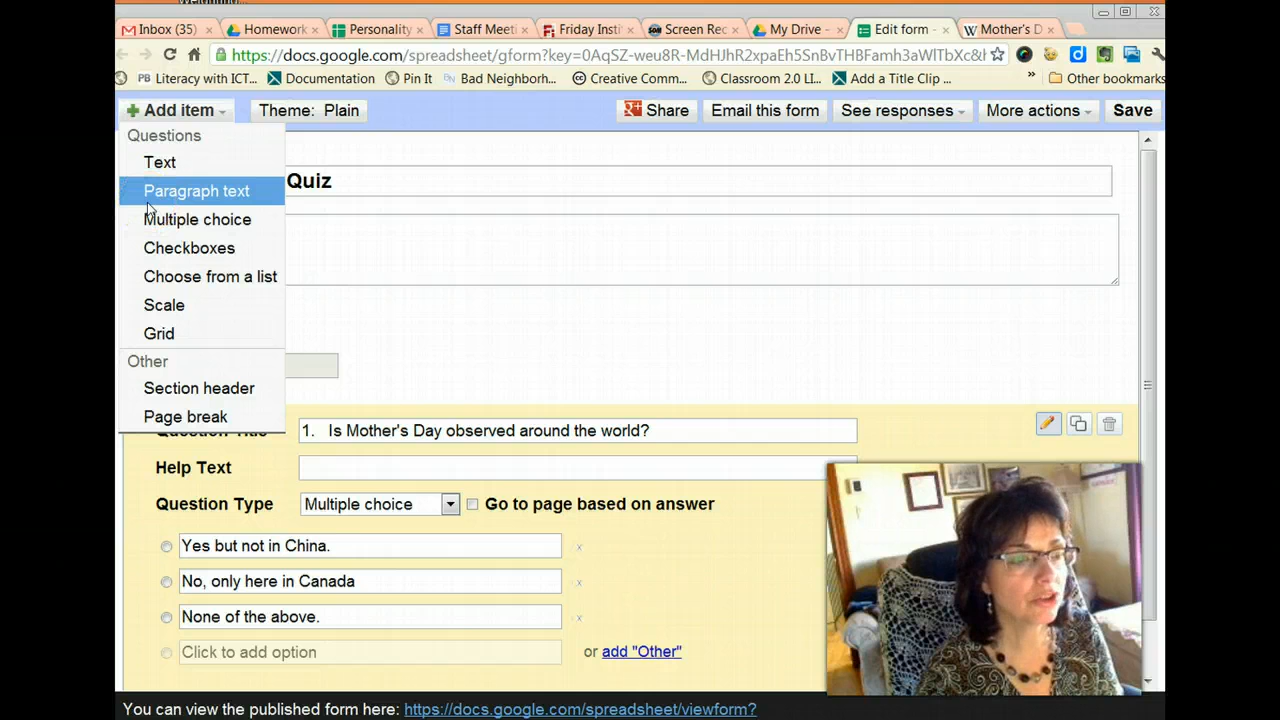 Inbox (35)
Homework
Personality
Staff Meeti
Friday Insti
Screen Rec
My Drive -
Edit form -
Mother's D
https://docs.google.com/spreadsheet/gform?key=0AqSZ-weu8R-MdHJhR2xpaEh5SnBvTHBFamh3aWlTbXc&
Literacy with ICT...
Documentation
Pin It
Bad Neighborh...
Creative Comm...
Classroom 2.0 LI...
Add a Title Clip ...
»
Other bookmarks
Add item
Theme: Plain
Share
Email this form
See responses
More actions
Save
Questions
Text
Paragraph text
Quiz
Multiple choice
Checkboxes
Choose from a list
Scale
Grid
Other
Section header
Page break
1. Is Mother's Day observed around the world?
Help Text
Question Type
Multiple choice
Go to page based on answer
Yes but not in China.
No, only here in Canada
None of the above.
Click to add option
or add "Other"
You can view the published form here: https://docs.google.com/spreadsheet/viewform?